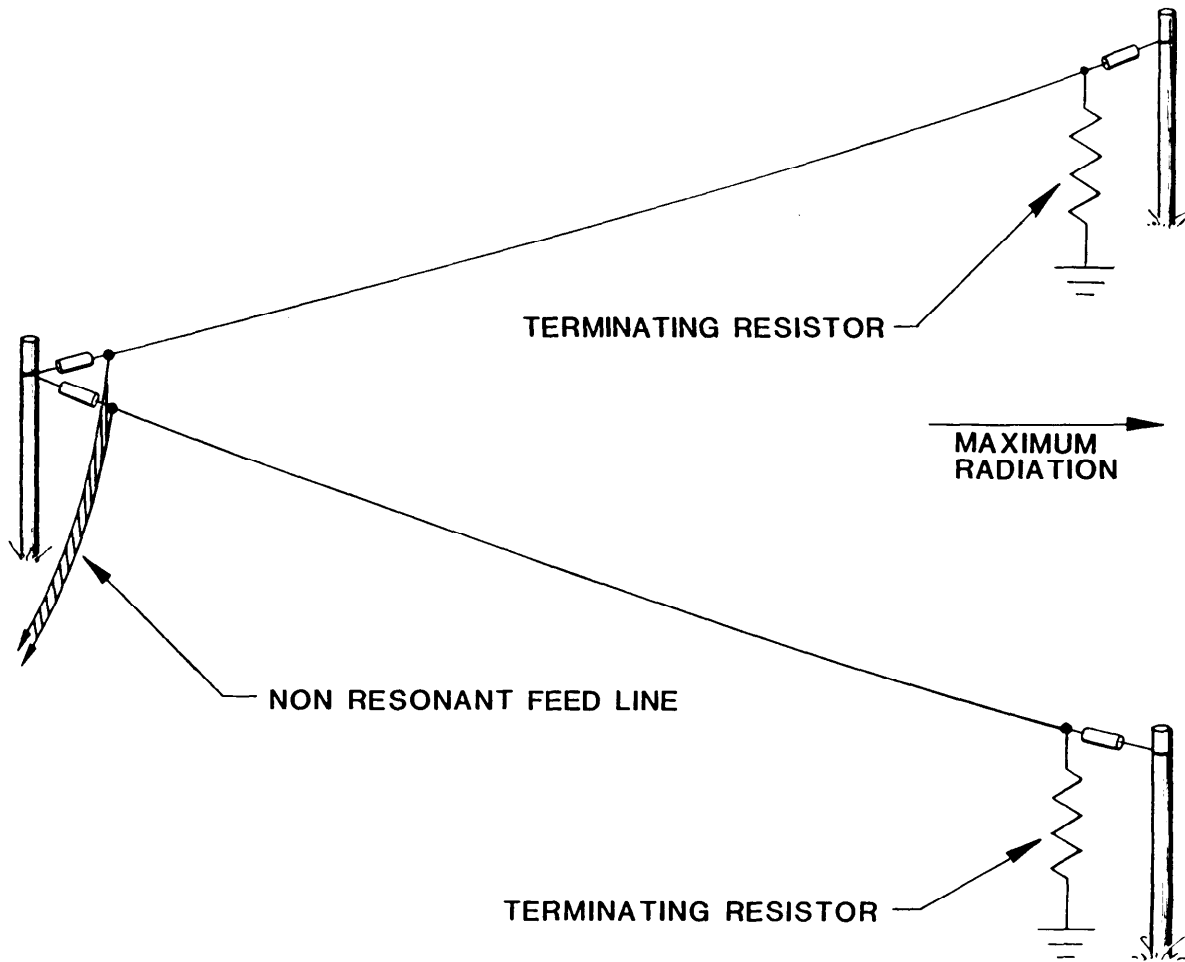 TERMINATING RESISTOR
MAXIMUM
RADIATION
NON RESONANT FEED LINE
TERMINATING RESISTOR